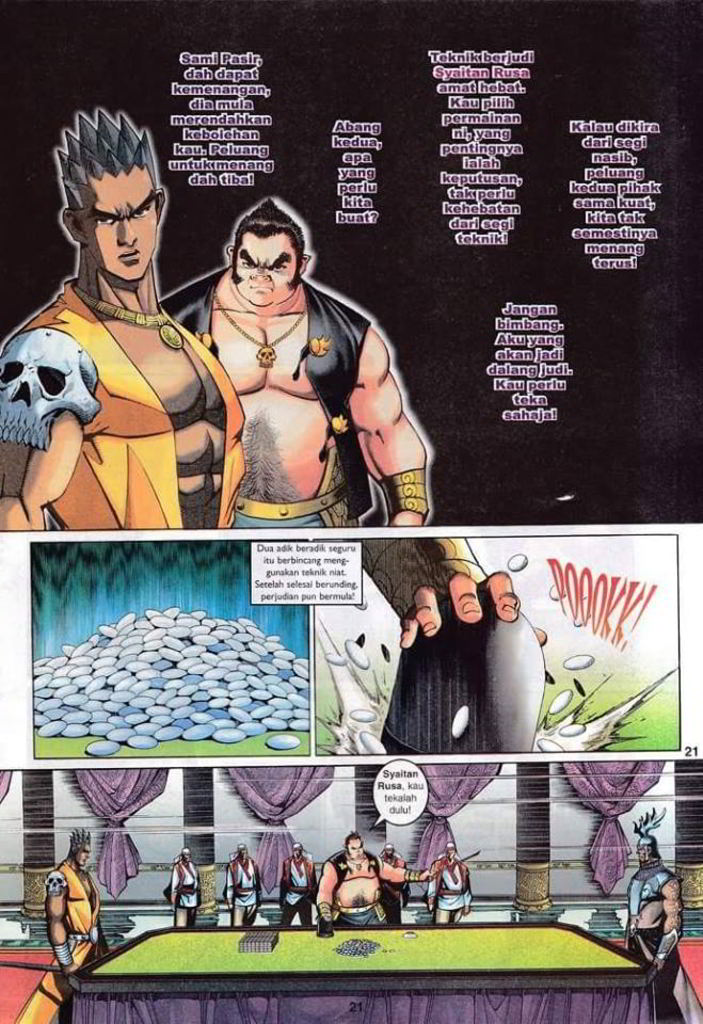 Sami Pasir,
dah dapat
kemenangan,
dia mula
merendahkan
kebolehan
kau. Peluang
untukmenang
dah tiba!
Abang
kedua,
apa
yang
perlu
kita
buat?
Teknik berjudi
Syaitan Rusa
amat hebat.
Kau pilih
permainan
ni, yang
pentingnya
ialah
keputusan,
tak perlu
kehebatan
dari segi
teknik!
Kalau dikira
dari segi
nasib,
peluang
kedua pihak
sama kuat,
kita tak
semestinya
menang
terus!
Jangan
bimbang.
Aku yang
akan jadi
dalang judi.
Kau perlu
teka
sahaja!
Dua adik beradik seguru
itu berbincang meng-
gunakan teknik niat.
Setelah selesai berunding,
perjudian pun bermula!
POOOKK!
21
Syaitan
Rusa, kau
tekalah
dulu!
21